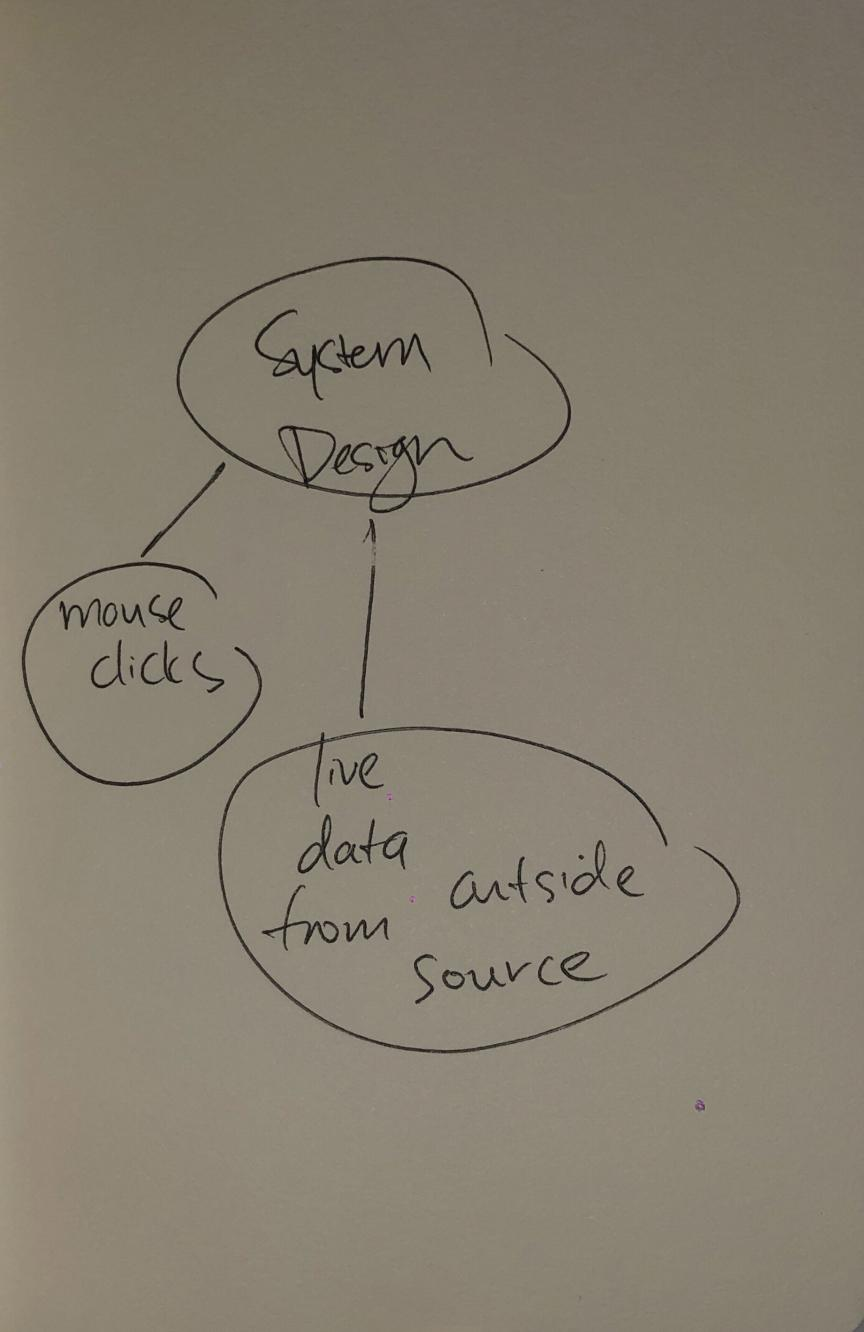 System
Design
mouse
clicks
live
data
from outside
source